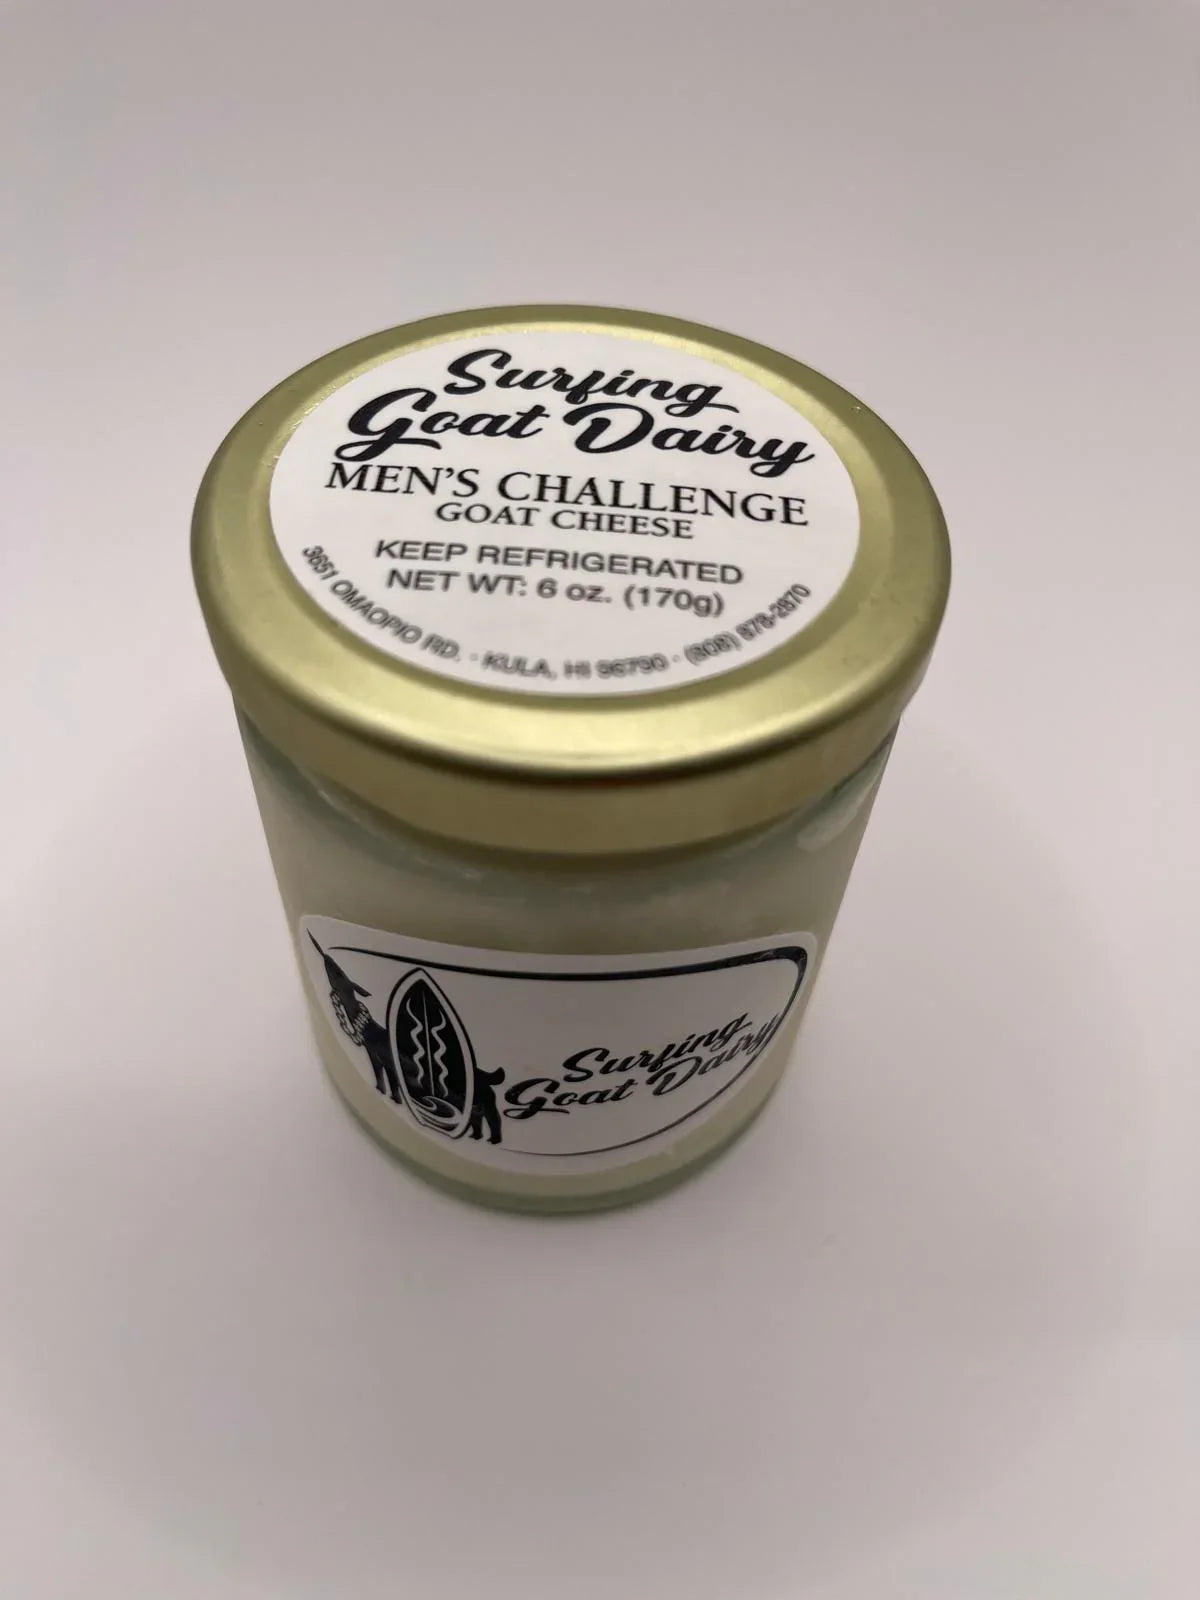 Surfing
Goat Dairy
MEN'S CHALLENGE
GOAT CHEESE
KEEP REFRIGERATED
NET WT: 6 oz. (170g)
3651 OMAOPIO RD. · KULA, HI 96790 · (808) 878-2870
Surfing
Goat Dairy